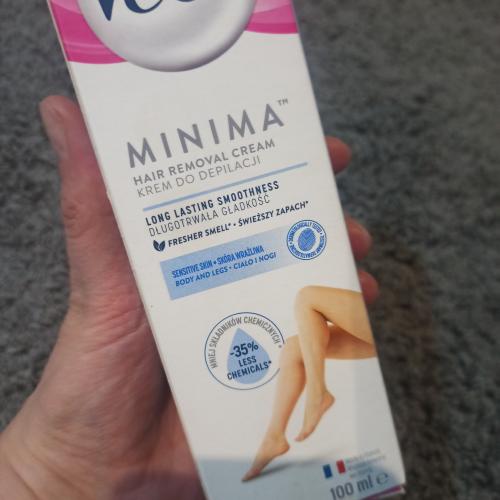 MINIMA™
HAIR REMOVAL CREAM
KREM DO DEPILACJI
LONG LASTING SMOOTHNESS
DŁUGOTRWAŁA GŁADKOŚĆ
FRESHER SMELL* • ŚWIEŻSZY ZAPACH*
SENSITIVE SKIN • SKÓRA WRAŻLIWA
BODY AND LEGS • CIAŁO I NOGI
MNIEJ SKŁADNIKÓW CHEMICZNYCH*
-35%
LESS
CHEMICALS*
100 ml e